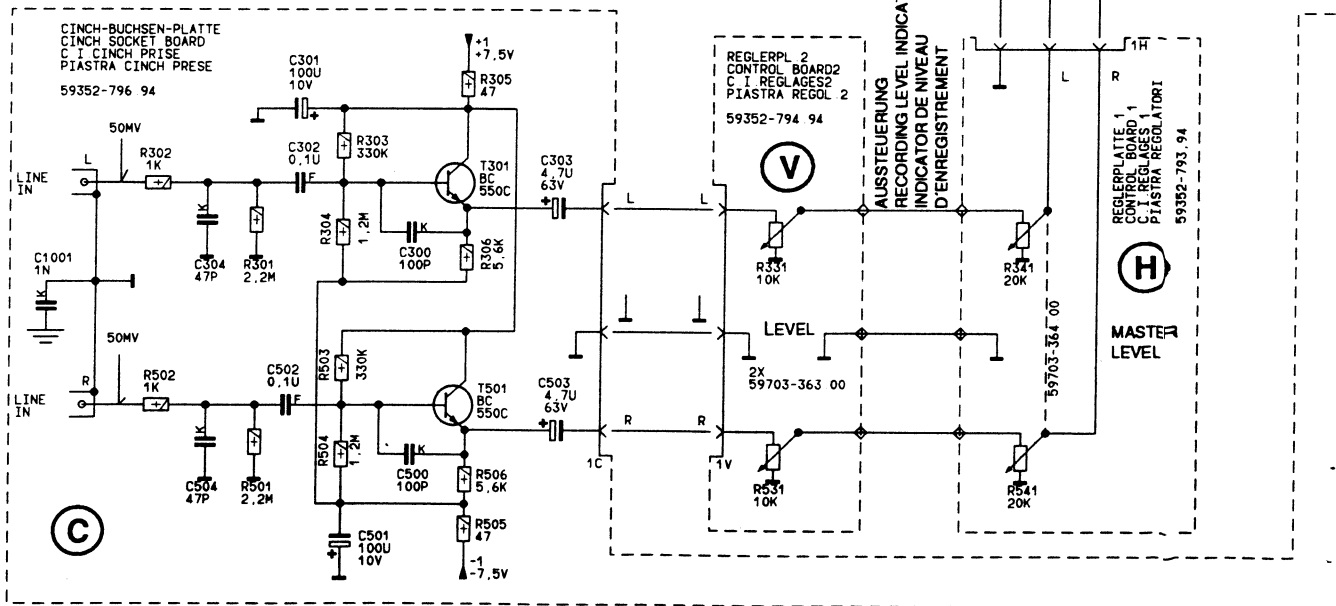 CINCH-BUCHSEN-PLATTE
CINCH SOCKET BOARD
C I CINCH PRISE
PIASTRA CINCH PRESE
59352-796 94
+1
+7,5V
R305
47
C301
100U
10V
+
50MV
L
LINE
IN
R302
1K
C302
0,1U
F
R303
330K
T301
BC
550C
C303
4,7U
63V
+
K
C304
47P
R301
2,2M
R304
1,2M
K
C300
100P
R306
5,6K
C1001
1N
K
50MV
R
LINE
IN
R502
1K
C502
0,1U
F
R503
330K
T501
BC
550C
C503
4,7U
63V
+
K
C504
47P
R501
2,2M
R504
1,2M
K
C500
100P
R506
5,6K
C501
100U
10V
+
R505
47
-1
-7,5V
C
L
L
R
R
1C
1V
REGLERPL 2
CONTROL BOARD2
C I REGLAGES2
PIASTRA REGOL 2
59352-794 94
V
R331
10K
LEVEL
2X
59703-363 00
R531
10K
AUSSTEUERUNG
RECORDING LEVEL INDICAT
INDICATOR DE NIVEAU
D'ENREGISTREMENT
1H
L
R
R341
20K
59703-364 00
R541
20K
REGLERPLATTE 1
CONTROL BOARD 1
C I REGLAGES 1
PIASTRA REGOLATORI
59352-793.94
H
MASTER
LEVEL